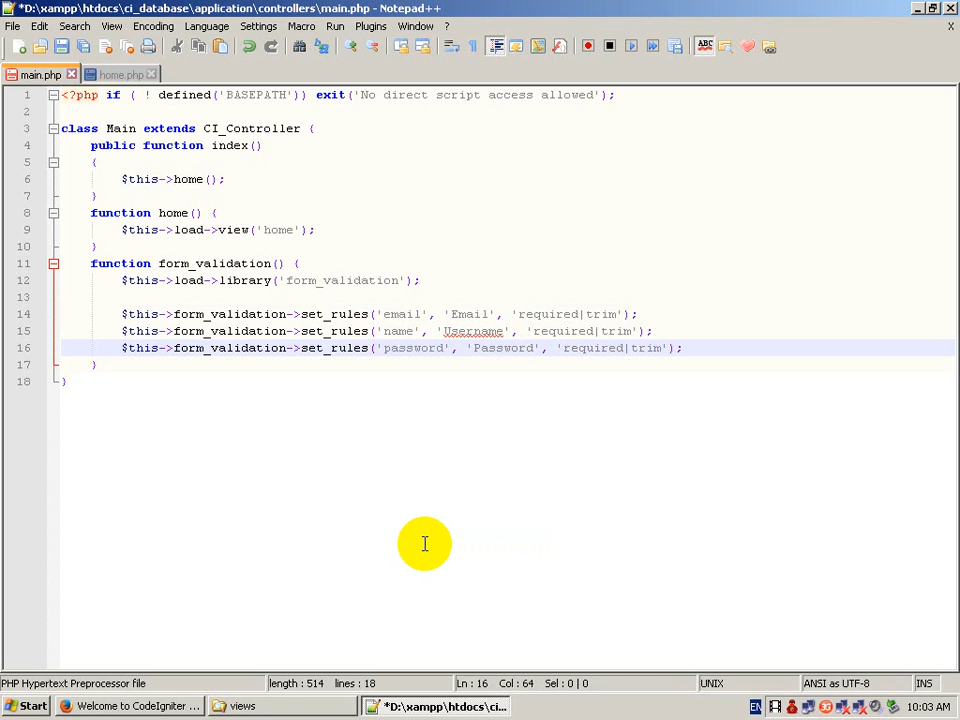 *D:\xampp\htdocs\ci_database\application\controllers\main.php - Notepad++
File Edit Search View Encoding Language Settings Macro Run Plugins Window ? X
ABC
main.php home.php
1 <?php if ( ! defined('BASEPATH')) exit('No direct script access allowed');
2
3 class Main extends CI_Controller {
4 public function index()
5 {
6 $this->home();
7 }
8 function home() {
9 $this->load->view('home');
10 }
11 function form_validation() {
12 $this->load->library('form_validation');
13
14 $this->form_validation->set_rules('email', 'Email', 'required|trim');
15 $this->form_validation->set_rules('name', 'Username', 'required|trim');
16 $this->form_validation->set_rules('password', 'Password', 'required|trim');
17 }
18 }
PHP Hypertext Preprocessor file length : 514 lines : 18 Ln : 16 Col : 64 Sel : 0 | 0 UNIX ANSI as UTF-8 INS
Start Welcome to CodeIgniter ... views *D:\xampp\htdocs\ci... EN 10:03 AM